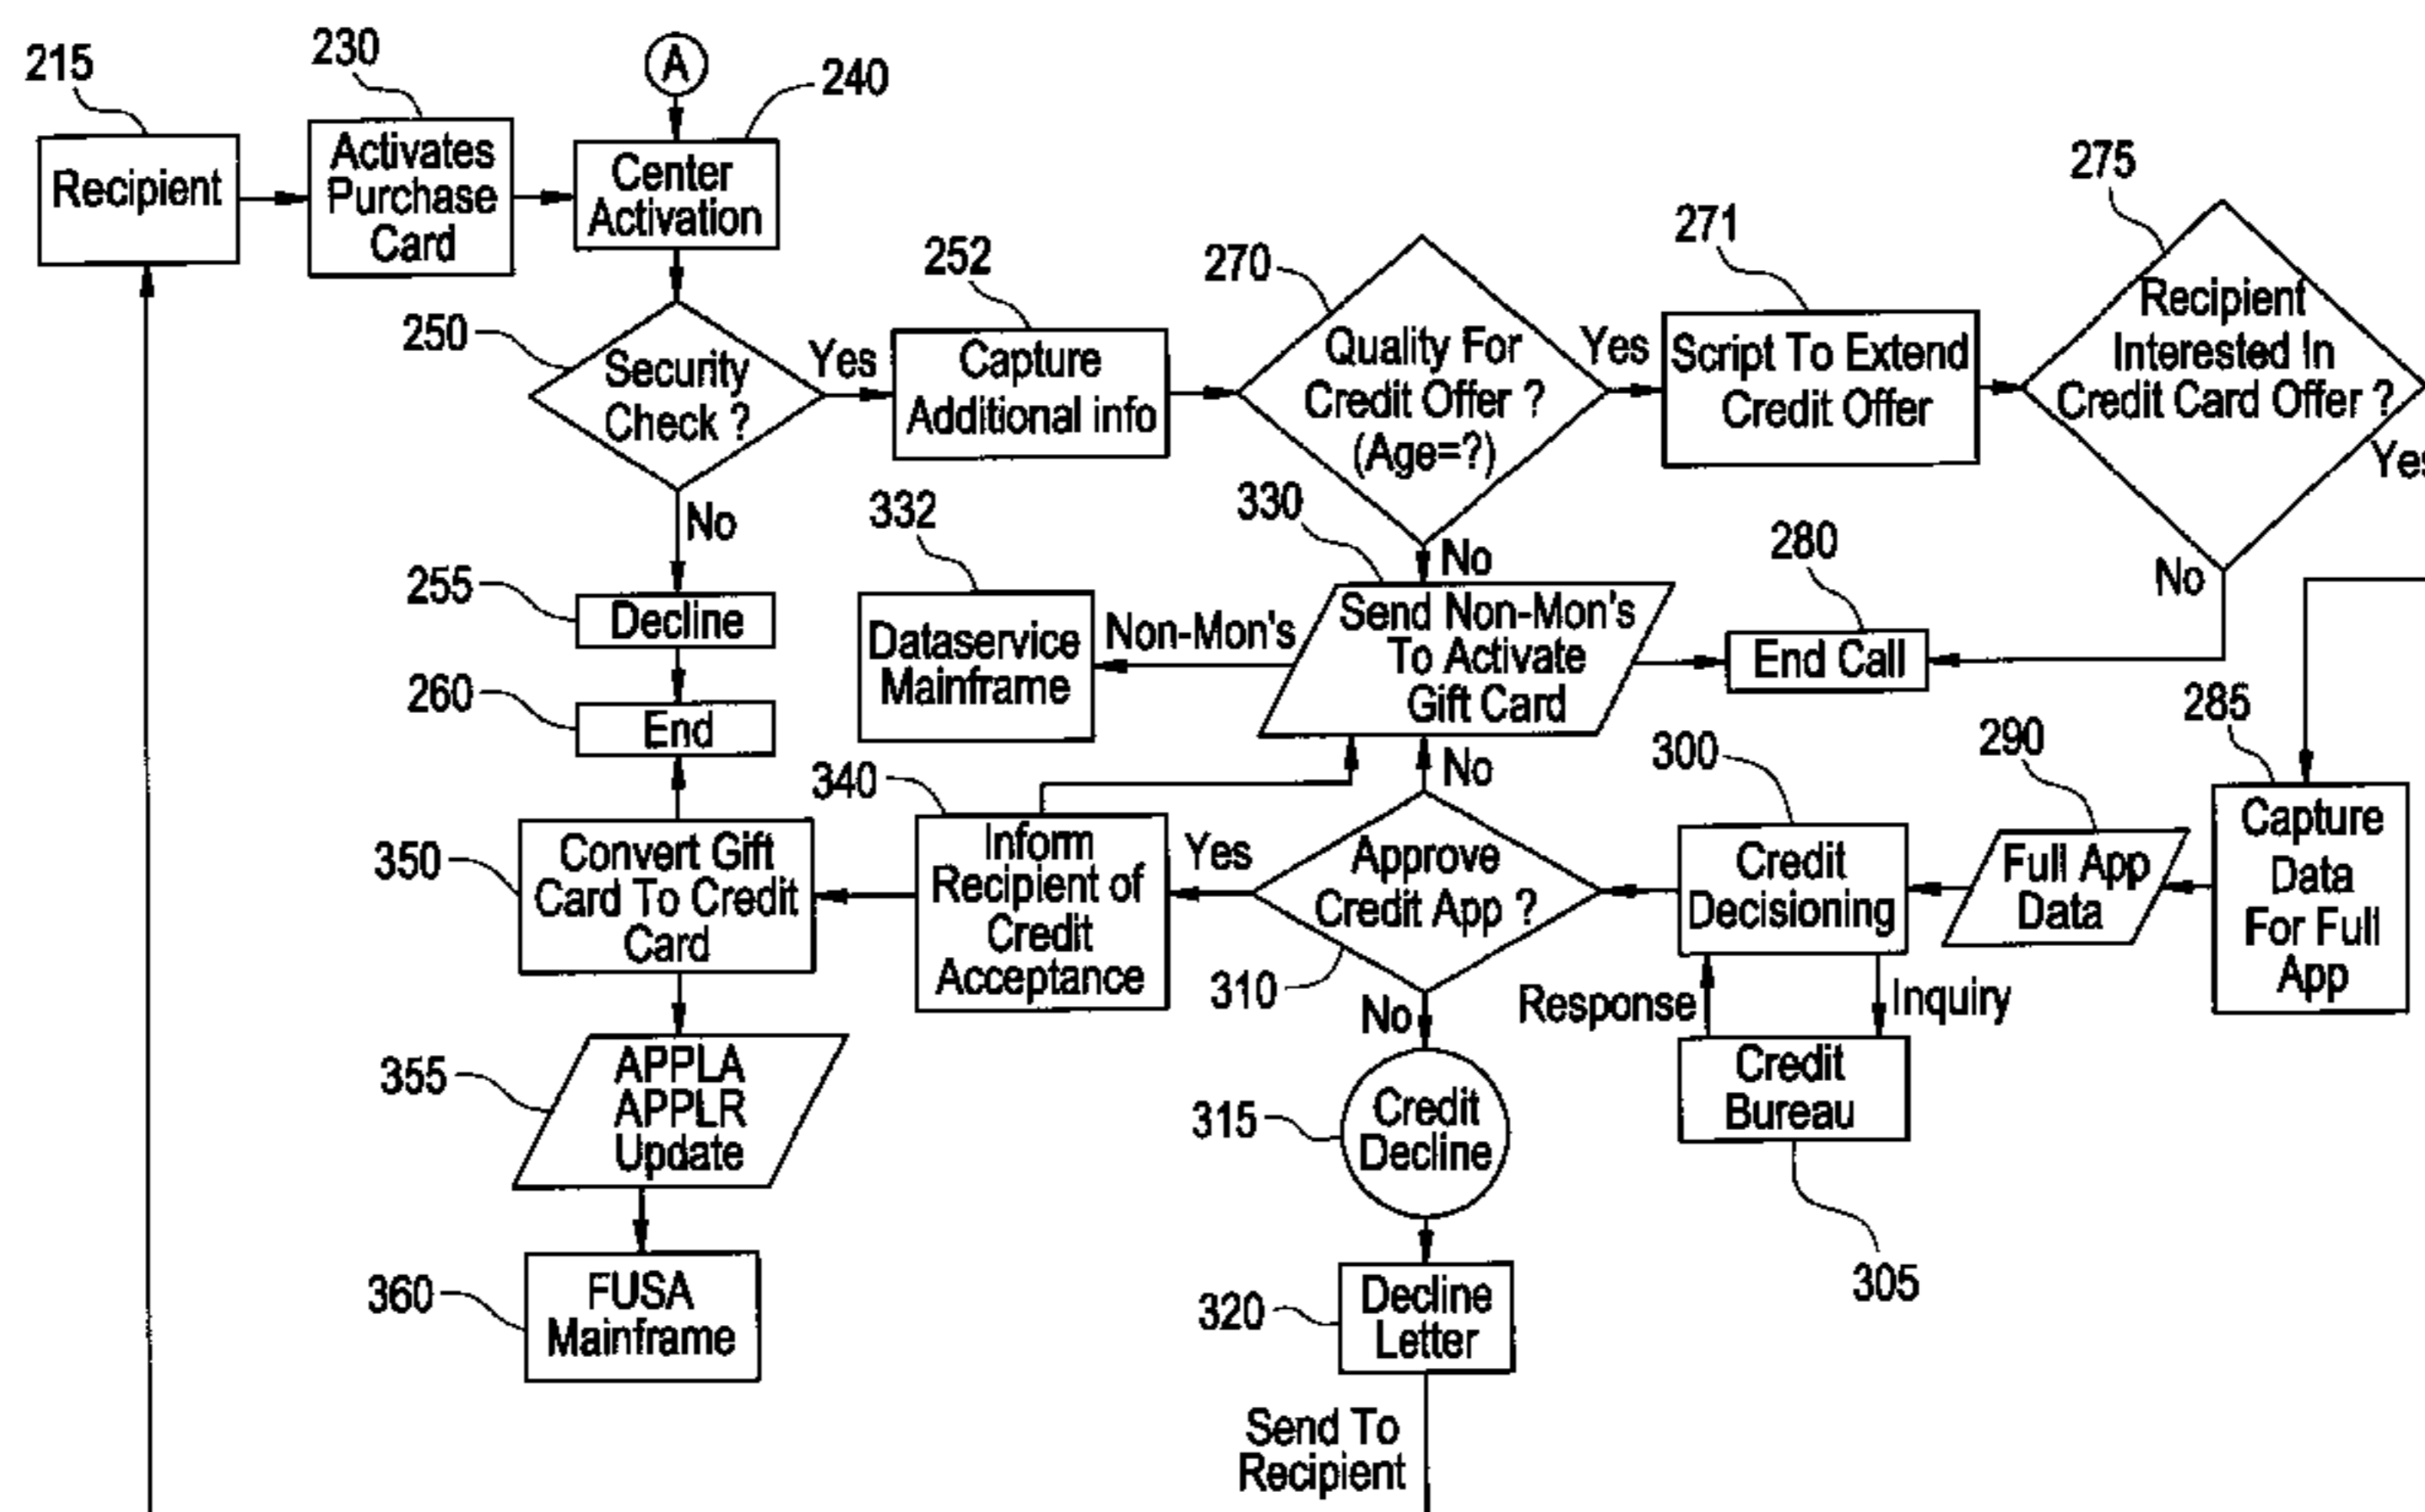 215
Recipient
230
Activates
Purchase
Card
A
240
Center
Activation
250
Security
Check ?
Yes
252
Capture
Additional info
270
Quality For
Credit Offer ?
(Age=?)
Yes
271
Script To Extend
Credit Offer
275
Recipient
Interested In
Credit Card Offer ?
Yes
No
No
255
Decline
260
End
332
Dataservice
Mainframe
Non-Mon's
330
No
Send Non-Mon's
To Activate
Gift Card
280
End Call
285
Capture
Data
For Full
App
290
Full App
Data
300
Credit
Decisioning
Response
Inquiry
Credit
Bureau
305
No
Approve
Credit App ?
310
Yes
340
Inform
Recipient of
Credit
Acceptance
350
Convert Gift
Card To Credit
Card
355
APPLA
APPLR
Update
360
FUSA
Mainframe
No
315
Credit
Decline
320
Decline
Letter
Send To
Recipient